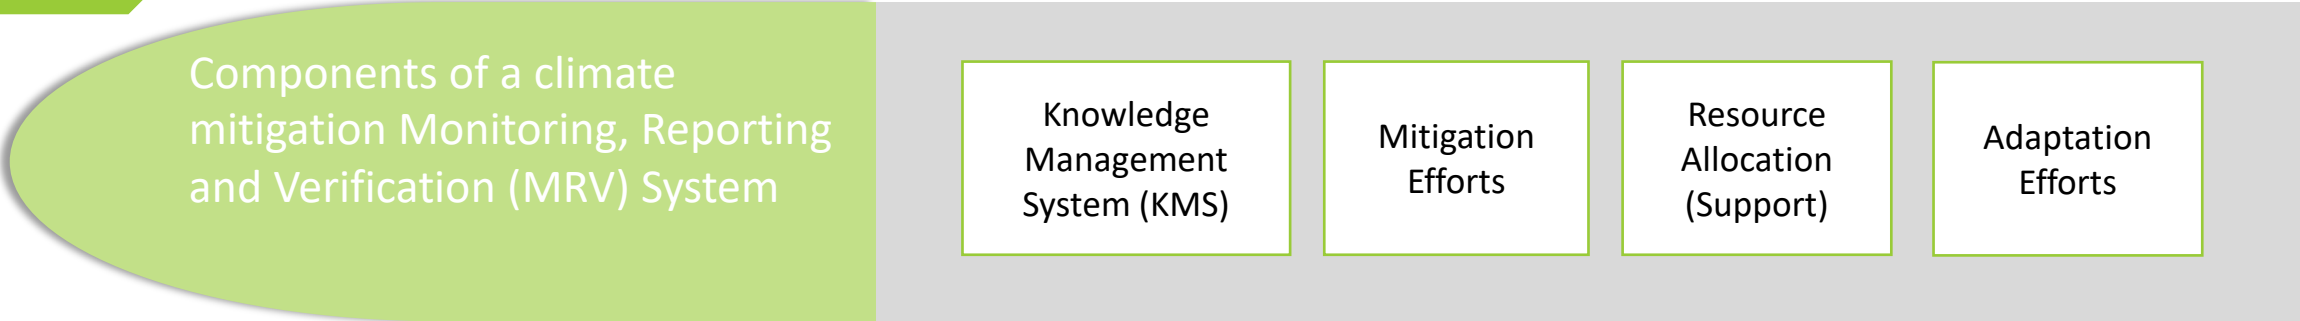 Components of a climate
mitigation Monitoring, Reporting
and Verification (MRV) System
Knowledge
Management
System (KMS)
Mitigation
Efforts
Resource
Allocation
(Support)
Adaptation
Efforts